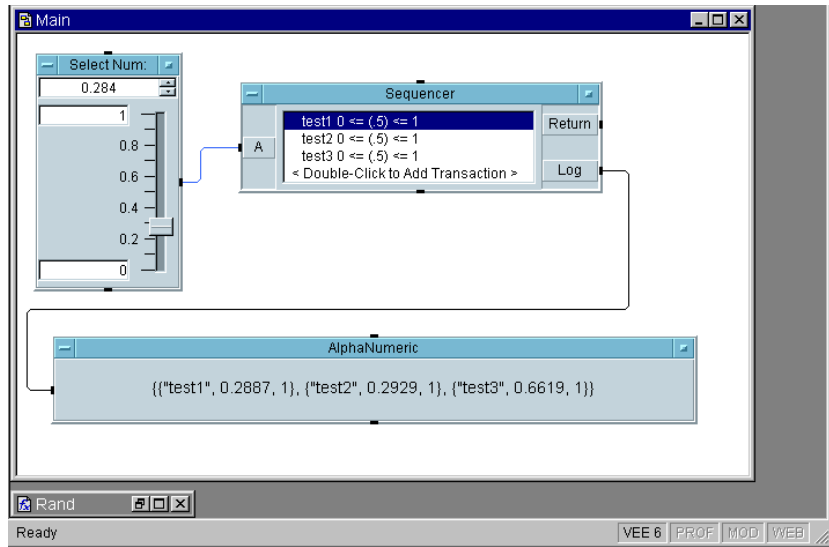 Main
Select Num:
0.284
1
0.8
0.6
0.4
0.2
0
Sequencer
A
test1 0 <= (.5) <= 1
test2 0 <= (.5) <= 1
test3 0 <= (.5) <= 1
< Double-Click to Add Transaction >
Return
Log
AlphaNumeric
{{"test1", 0.2887, 1}, {"test2", 0.2929, 1}, {"test3", 0.6619, 1}}
Rand
Ready
VEE 6 PROF MOD WEB